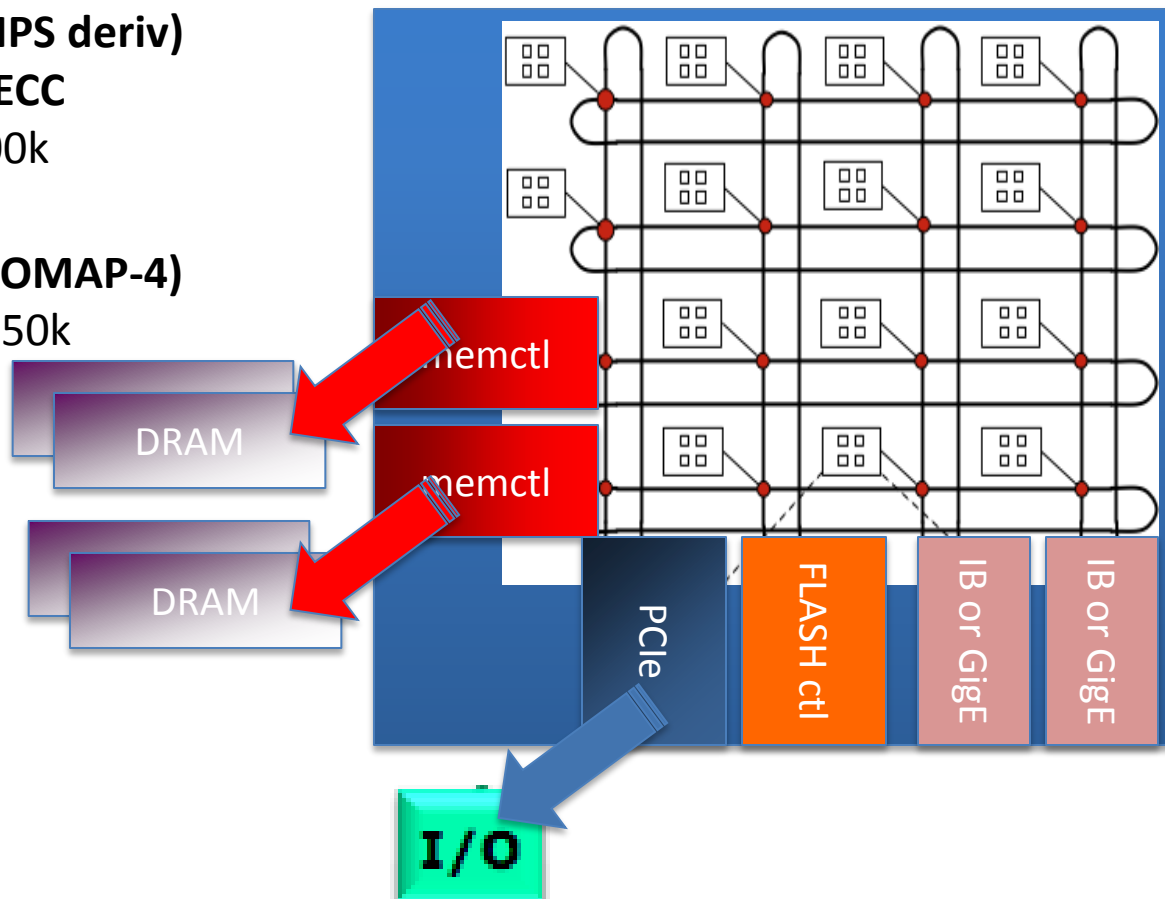 IPS deriv)
ECC
00k
OMAP-4)
50k
memctl
DRAM
memctl
DRAM
PCIe
FLASH ctl
IB or GigE
IB or GigE
I/O